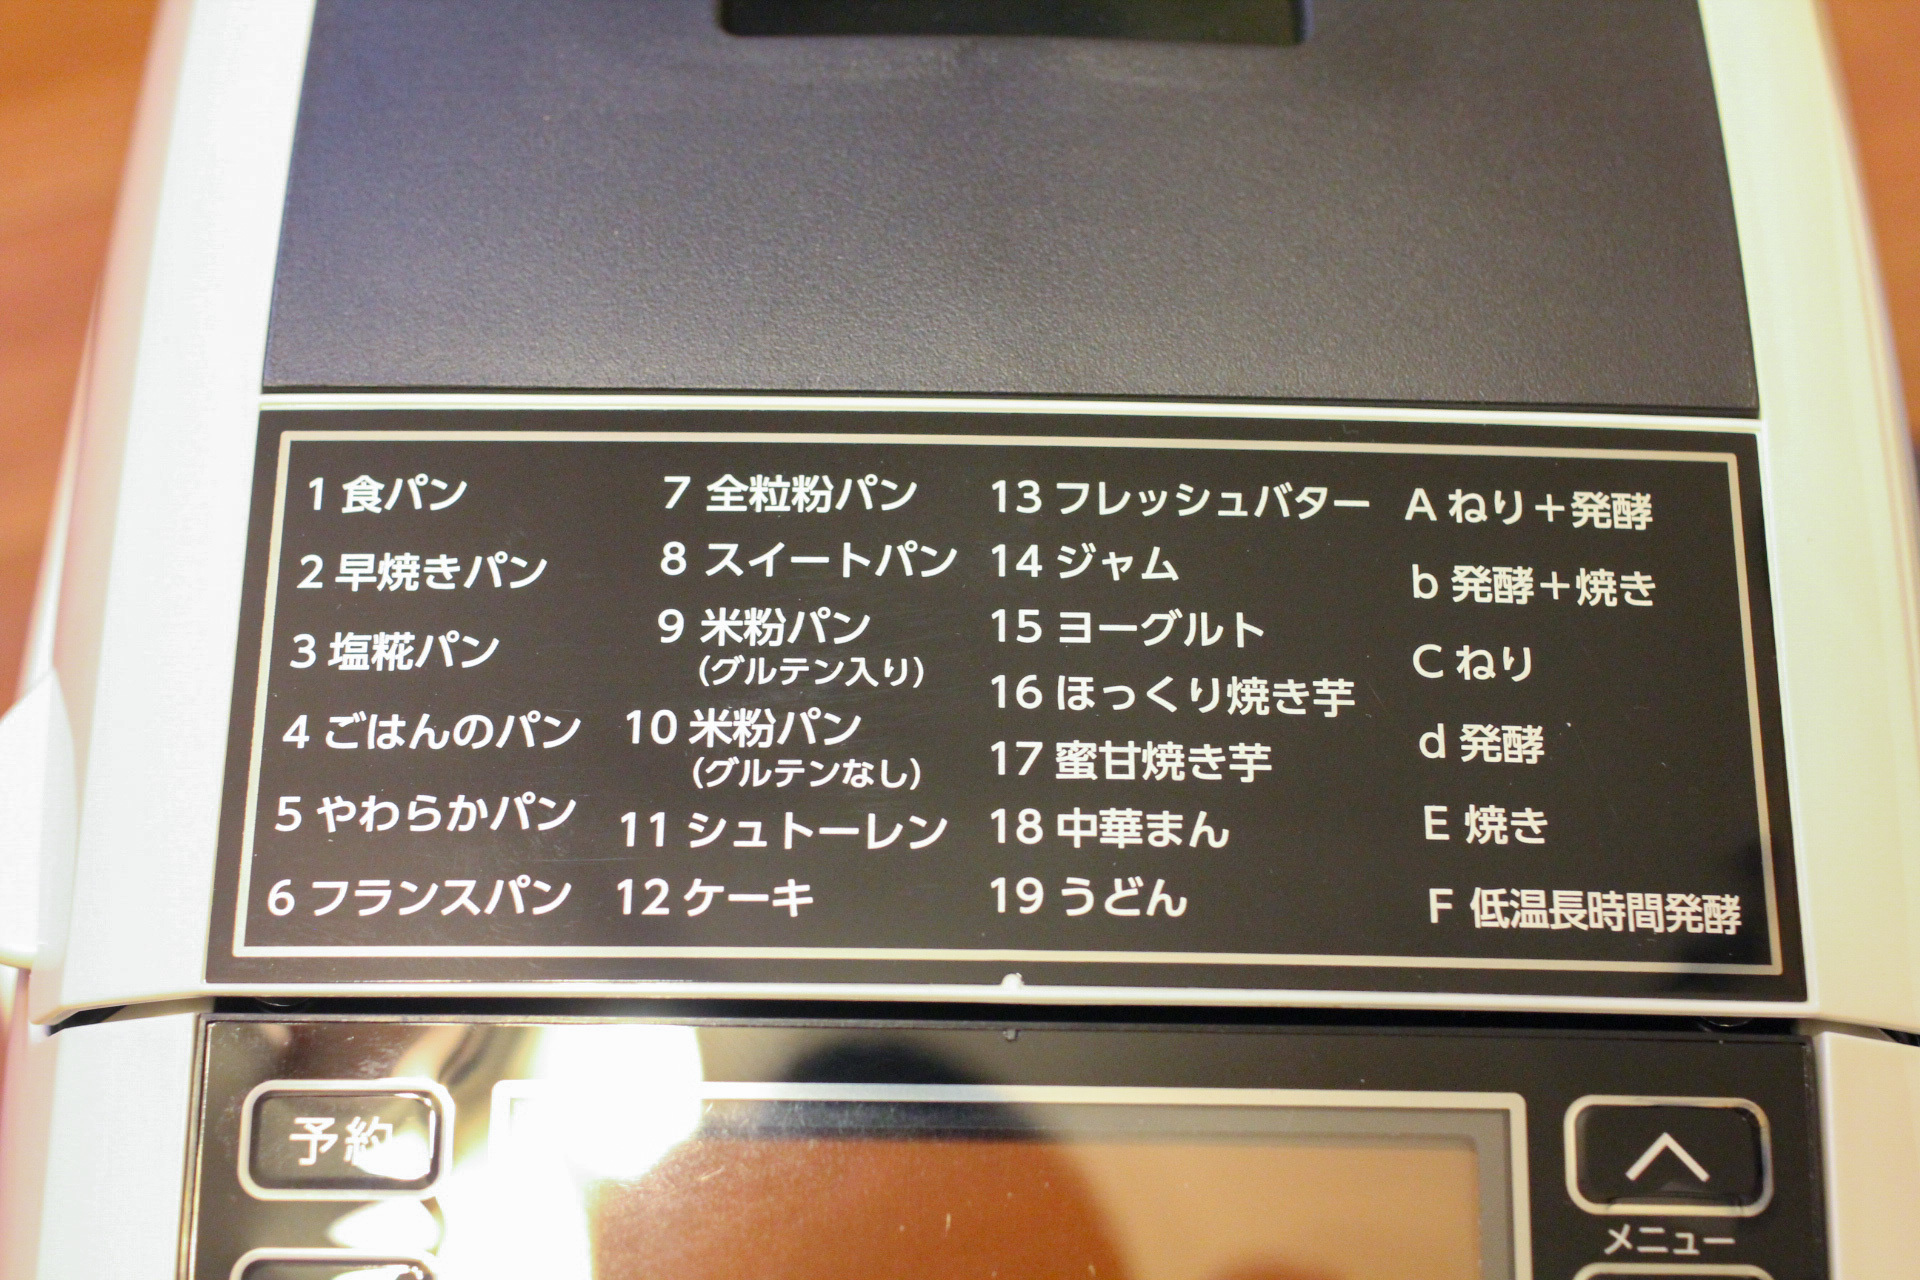 1 食パン
2 早焼きパン
3 塩糀パン
4 ごはんのパン
5 やわらかパン
6 フランスパン
7 全粒粉パン
8 スイートパン
9 米粉パン
(グルテン入り)
10 米粉パン
(グルテンなし)
11 シュトーレン
12 ケーキ
13 フレッシュバター
14 ジャム
15 ヨーグルト
16 ほっくり焼き芋
17 蜜甘焼き芋
18 中華まん
19 うどん
A ねり＋発酵
b 発酵＋焼き
C ねり
d 発酵
E 焼き
F 低温長時間発酵
予約
メニュー